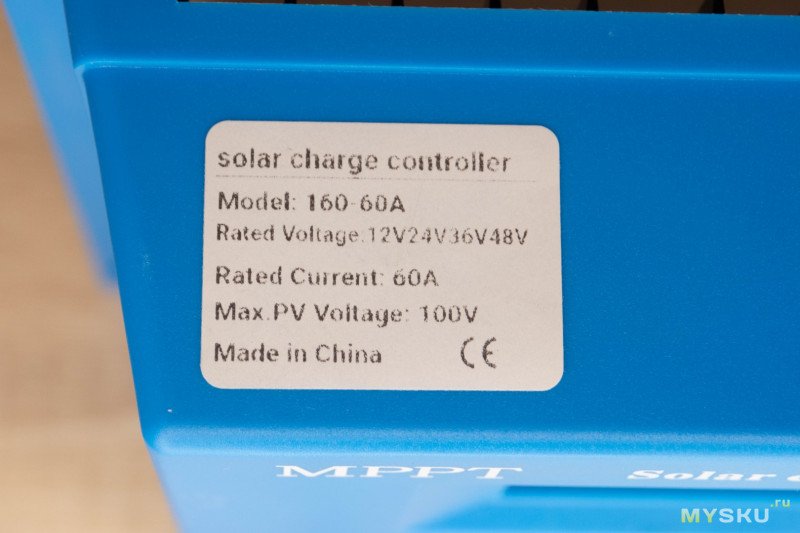 solar charge controller
Model: 160-60A
Rated Voltage:12V24V36V48V
Rated Current: 60A
Max.PV Voltage: 100V
Made in China CE
MPPT Solar
MYSKU.ru